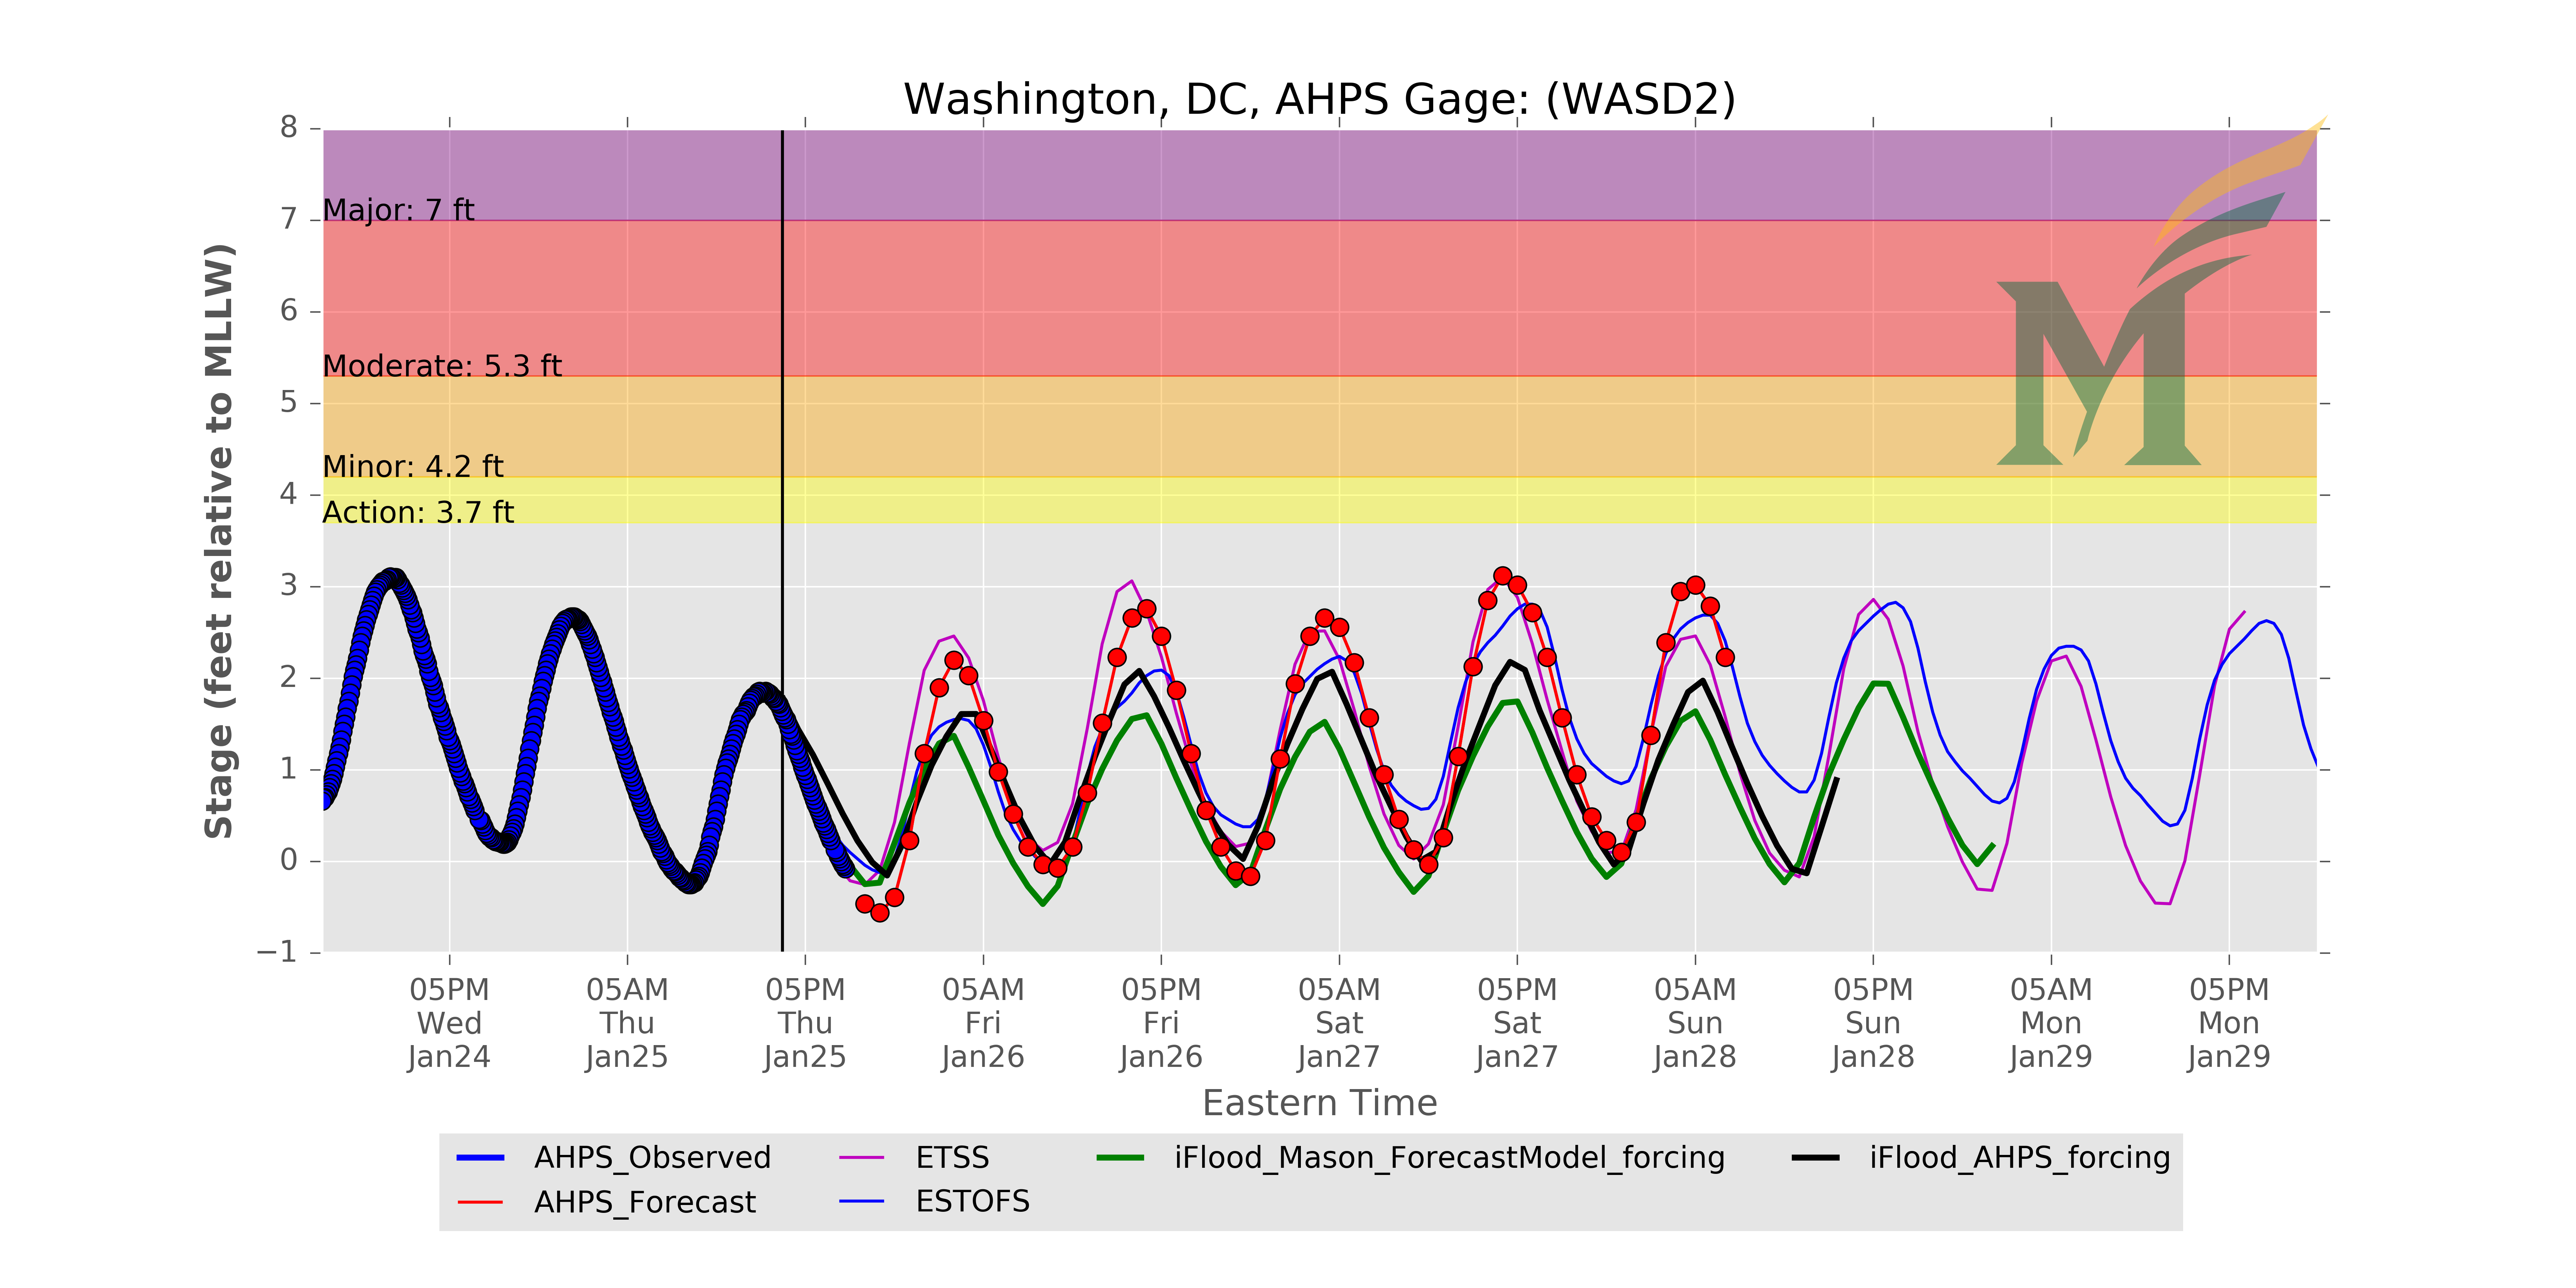 Washington, DC, AHPS Gage: (WASD2)
Stage (feet relative to MLLW)
8
7
6
5
4
3
2
1
0
−1
Major: 7 ft
Moderate: 5.3 ft
Minor: 4.2 ft
Action: 3.7 ft
05PM 05AM 05PM 05AM 05PM 05AM 05PM 05AM 05PM 05AM 05PM
Wed Thu Thu Fri Fri Sat Sat Sun Sun Mon Mon
Jan24 Jan25 Jan25 Jan26 Jan26 Jan27 Jan27 Jan28 Jan28 Jan29 Jan29
Eastern Time
AHPS_Observed ETSS iFlood_Mason_ForecastModel_forcing iFlood_AHPS_forcing
AHPS_Forecast ESTOFS